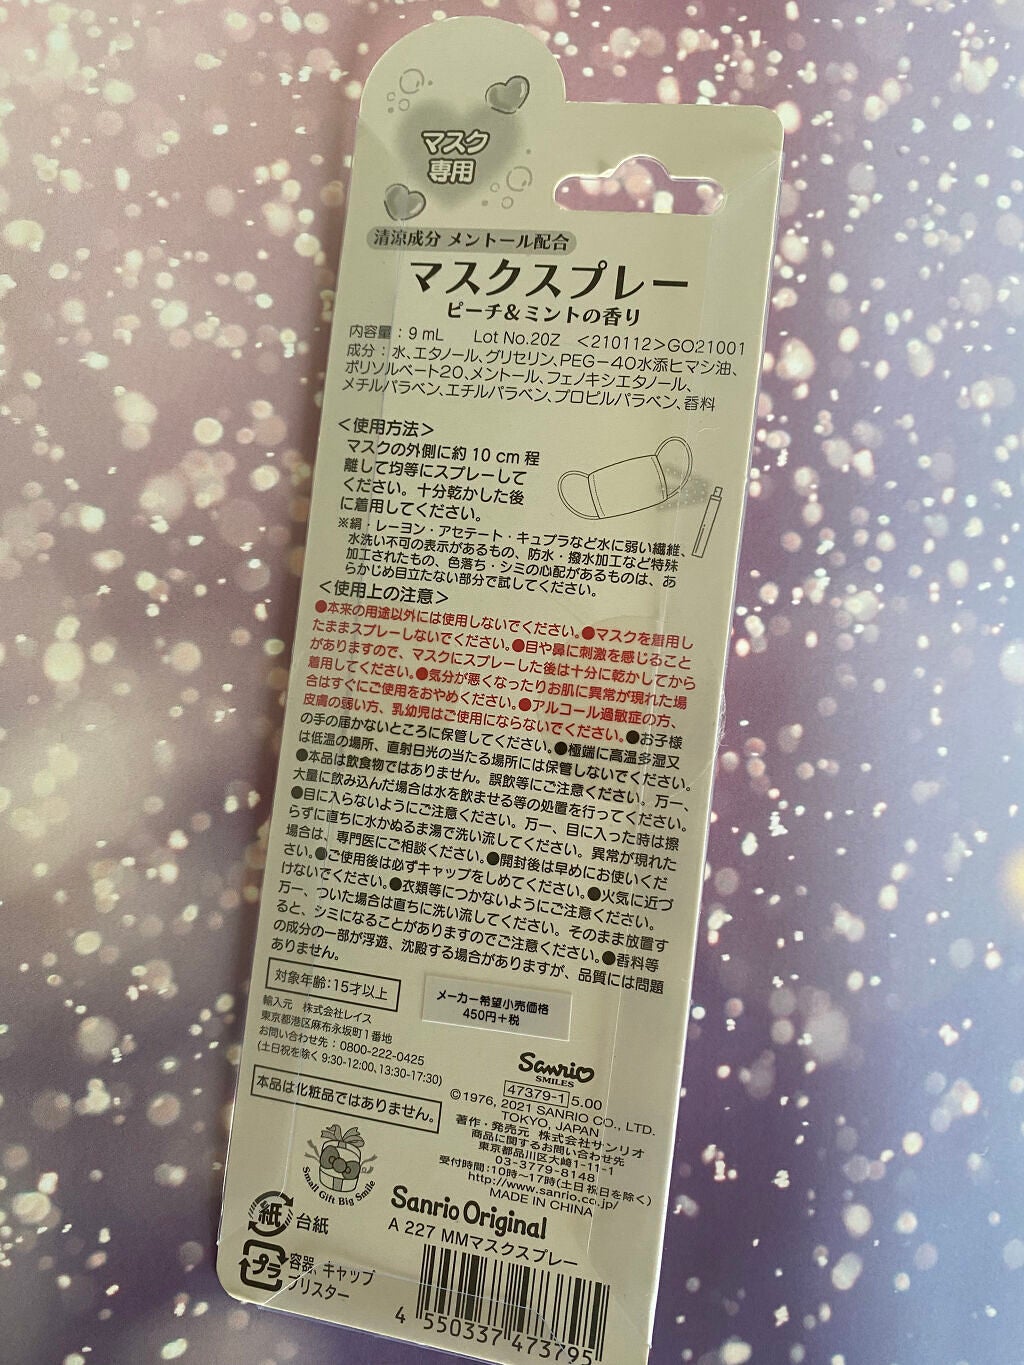 マスク
専用
清涼成分 メントール配合
マスクスプレー
ピーチ&ミントの香り
内容量：9 mL Lot No.20Z <210112>GO21001
成分：水、エタノール、グリセリン、PEG-40水添ヒマシ油、
ポリソルベート20、メントール、フェノキシエタノール、
メチルパラベン、エチルパラベン、プロピルパラベン、香料
<使用方法>
マスクの外側に約 10 cm 程
離して均等にスプレーして
ください。十分乾かした後
に着用してください。
※絹・レーヨン・アセテート・キュプラなど水に弱い繊維、
水洗い不可の表示があるもの、防水・撥水加工など特殊
加工されたもの、色落ち・シミの心配があるものは、あ
らかじめ目立たない部分で試してください。
<使用上の注意>
●本来の用途以外には使用しないでください。●マスクを着用し
たままスプレーしないでください。●目や鼻に刺激を感じること
がありますので、マスクにスプレーした後は十分に乾かしてから
着用してください。●気分が悪くなったりお肌に異常が現れた場
合はすぐにご使用をおやめください。●アルコール過敏症の方、
皮膚の弱い方、乳幼児はご使用にならないでください。●お子様
の手の届かないところに保管してください。●極端に高温多湿又
は低温の場所、直射日光の当たる場所には保管しないでください。
●本品は飲食物ではありません。誤飲等にご注意ください。万一、
大量に飲み込んだ場合は水を飲ませる等の処置を行ってください。
●目に入らないようにご注意ください。万一、目に入った時は擦
らずに直ちに水かぬるま湯で洗い流してください。異常が現れた
場合は、専門医にご相談ください。●開封後は早めにお使いくだ
さい。●ご使用後は必ずキャップをしめてください。●火気に近づ
けないでください。●衣類等につかないようにご注意ください。
万一、ついた場合は直ちに洗い流してください。そのまま放置す
ると、シミになることがありますのでご注意ください。●香料等
の成分の一部が浮遊、沈殿する場合がありますが、品質には問題
ありません。
対象年齢：15才以上
メーカー希望小売価格
450円+税
輸入元 株式会社レイス
東京都港区麻布永坂町1番地
お問い合わせ先：0800-222-0425
(土日祝を除く 9:30-12:00、13:30-17:30)
本品は化粧品ではありません。
Sanrio
SMILES
47379-1 5.00
©1976, 2021 SANRIO CO., LTD.
TOKYO, JAPAN
著作・発売元 株式会社サンリオ
商品に関するお問い合わせ先
東京都品川区大崎1-11-1
03-3779-8148
受付時間：10時〜17時(土日祝日を除く)
http://www.sanrio.co.jp/
MADE IN CHINA
Small Gift Big Smile
Sanrio Original
A 227 MMマスクスプレー
紙 台紙
プラ 容器、キャップ
ブリスター
4 550337 473795